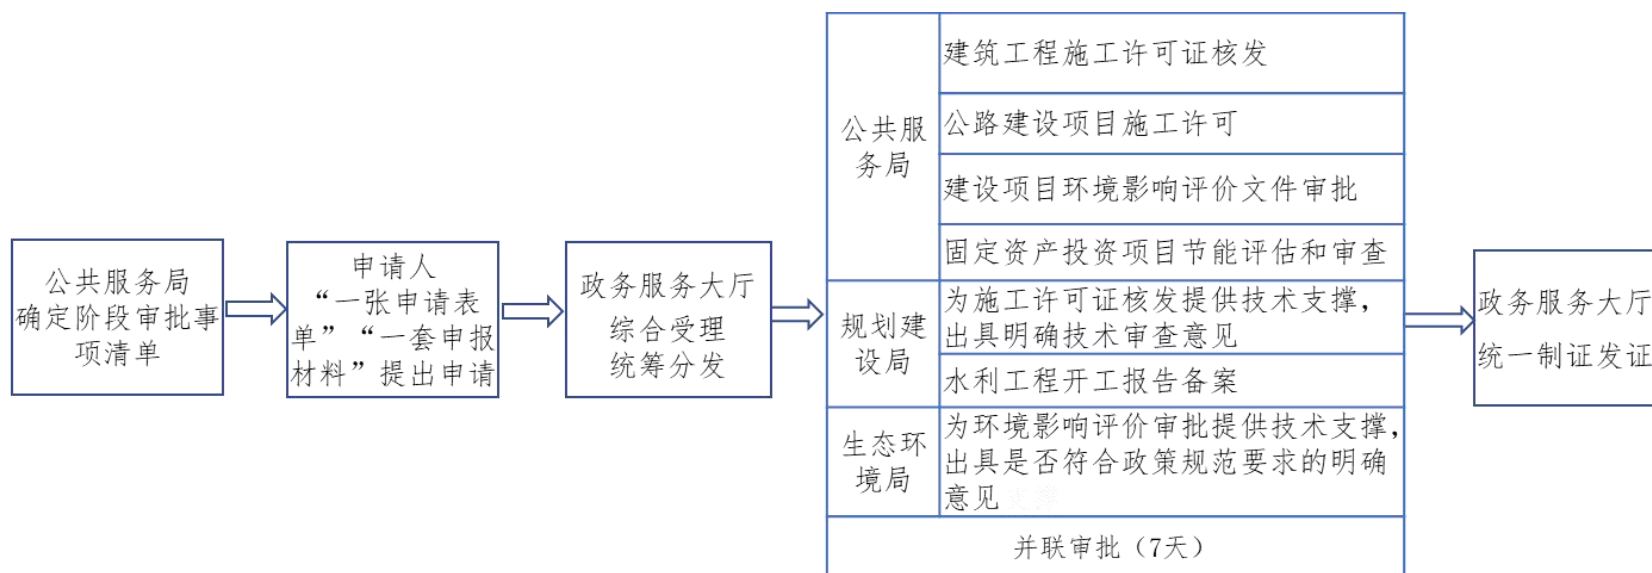 公共服务局
确定阶段审批事
项清单
申请人
“一张申请表
单”“一套申报
材料”提出申请
政务服务大厅
综合受理
统筹分发
公共服
务局
建筑工程施工许可证核发
公路建设项目施工许可
建设项目环境影响评价文件审批
固定资产投资项目节能评估和审查
规划建
设局
为施工许可证核发提供技术支撑，
出具明确技术审查意见
水利工程开工报告备案
生态环
境局
为环境影响评价审批提供技术支撑，
出具是否符合政策规范要求的明确
意见
并联审批（7天）
政务服务大厅
统一制证发证